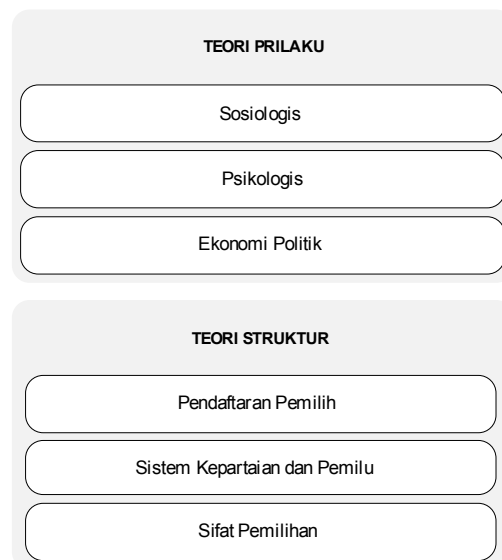 TEORI PRILAKU
Sosiologis
Psikologis
Ekonomi Politik
TEORI STRUKTUR
Pendaftaran Pemilih
Sistem Kepartaian dan Pemilu
Sifat Pemilihan